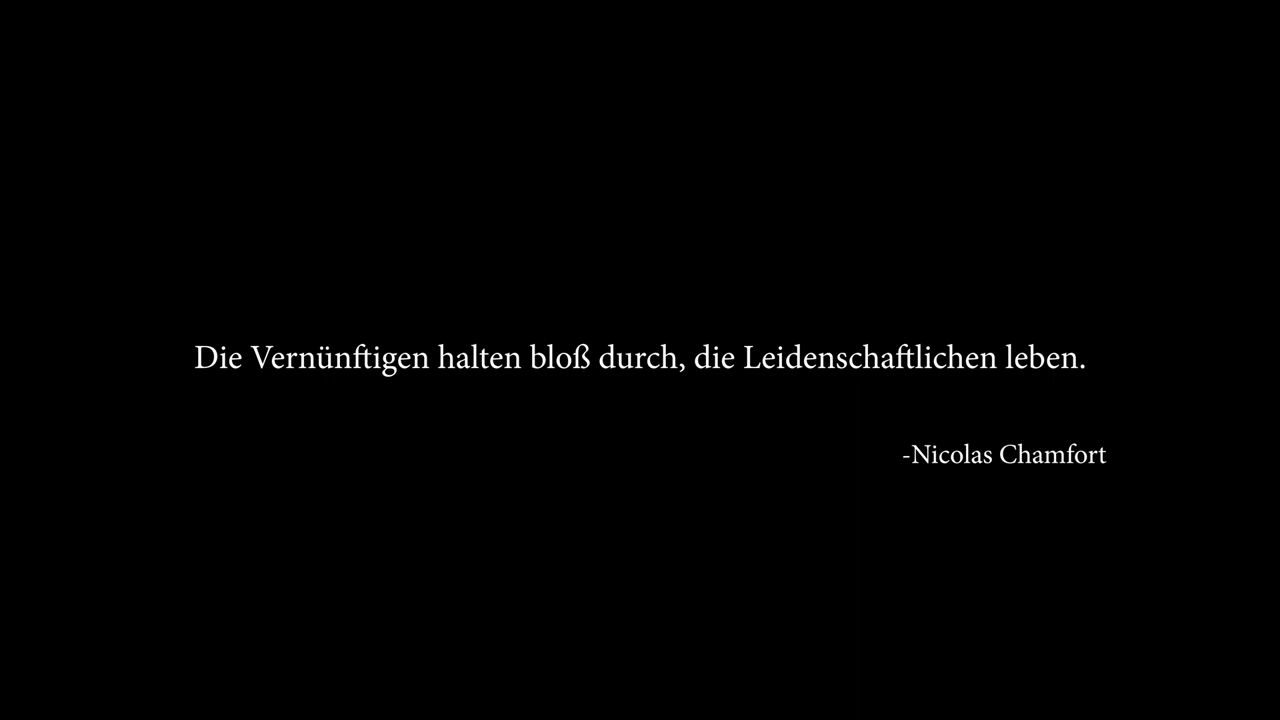 Die Vernünftigen halten bloß durch, die Leidenschaftlichen leben.
-Nicolas Chamfort